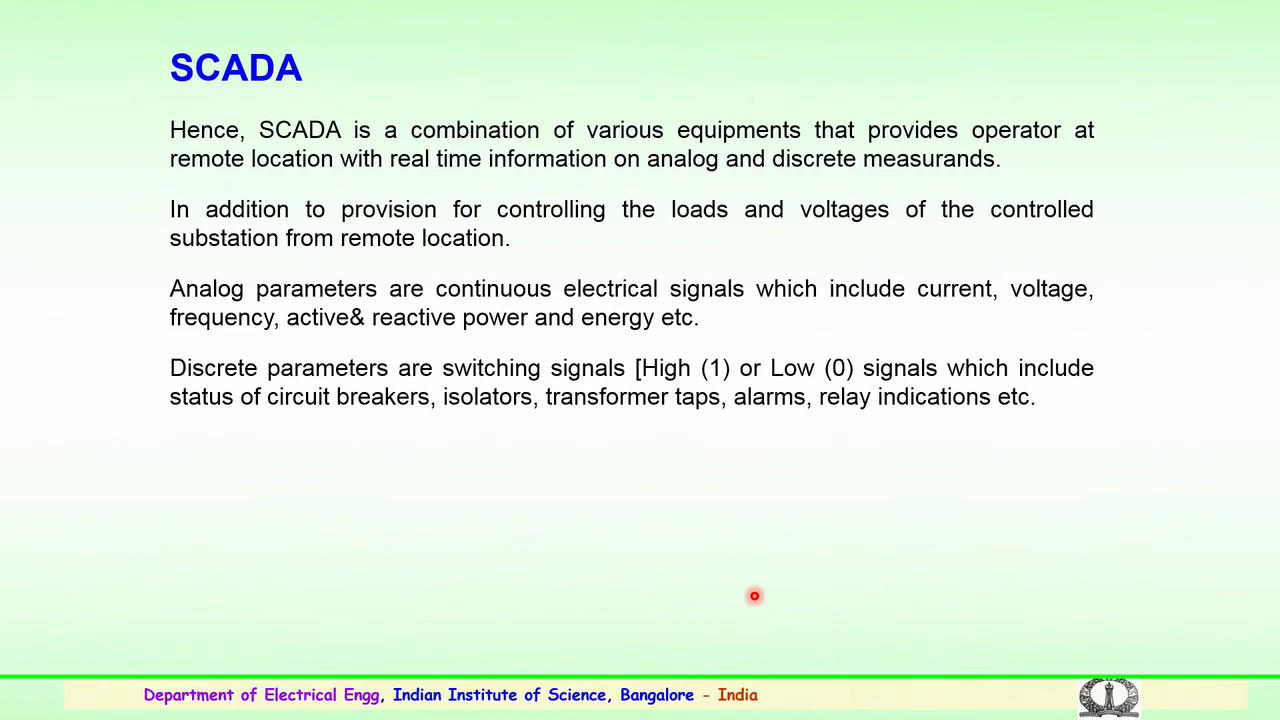 SCADA
Hence, SCADA is a combination of various equipments that provides operator at
remote location with real time information on analog and discrete measurands.
In addition to provision for controlling the loads and voltages of the controlled
substation from remote location.
Analog parameters are continuous electrical signals which include current, voltage,
frequency, active& reactive power and energy etc.
Discrete parameters are switching signals [High (1) or Low (0) signals which include
status of circuit breakers, isolators, transformer taps, alarms, relay indications etc.
Department of Electrical Engg, Indian Institute of Science, Bangalore - India